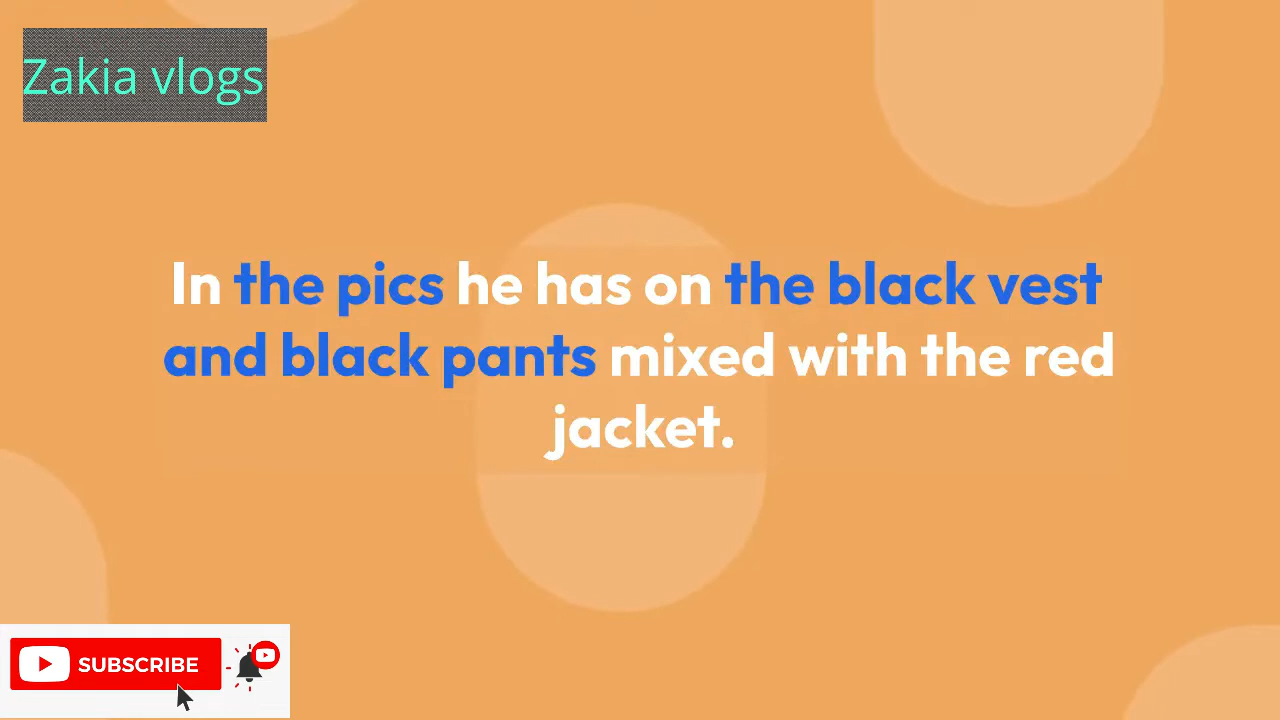 Zakia vlogs
In the pics he has on the black vest
and black pants mixed with the red
jacket.
SUBSCRIBE